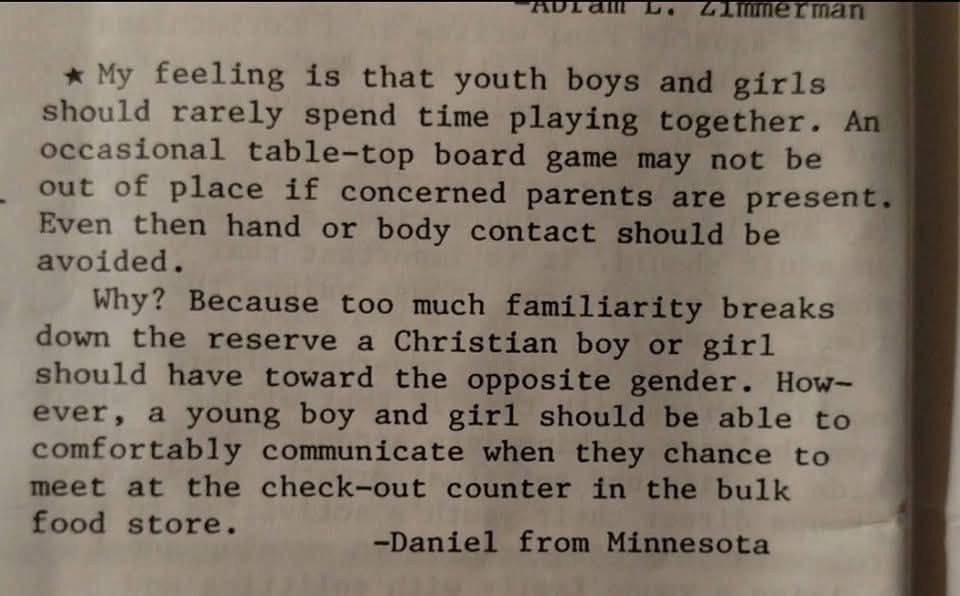 -Abram L. Zimmerman
★ My feeling is that youth boys and girls
should rarely spend time playing together. An
occasional table-top board game may not be
out of place if concerned parents are present.
Even then hand or body contact should be
avoided.
Why? Because too much familiarity breaks
down the reserve a Christian boy or girl
should have toward the opposite gender. How-
ever, a young boy and girl should be able to
comfortably communicate when they chance to
meet at the check-out counter in the bulk
food store.
-Daniel from Minnesota